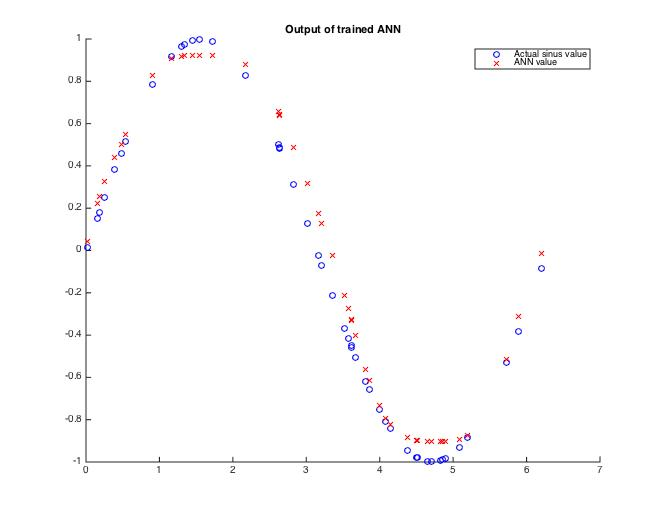 Output of trained ANN
Actual sinus value
ANN value
1
0.8
0.6
0.4
0.2
0
-0.2
-0.4
-0.6
-0.8
-1
0 1 2 3 4 5 6 7